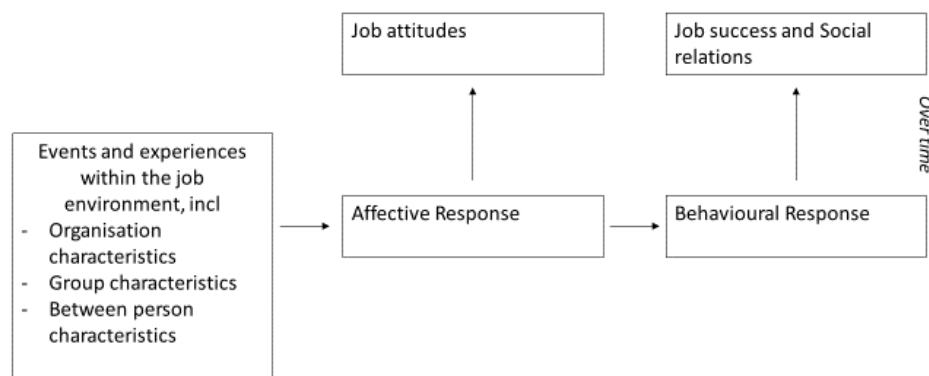 Job attitudes
Job success and Social
relations
Over time
Events and experiences
within the job
environment, incl
- Organisation
characteristics
- Group characteristics
- Between person
characteristics
Affective Response
Behavioural Response